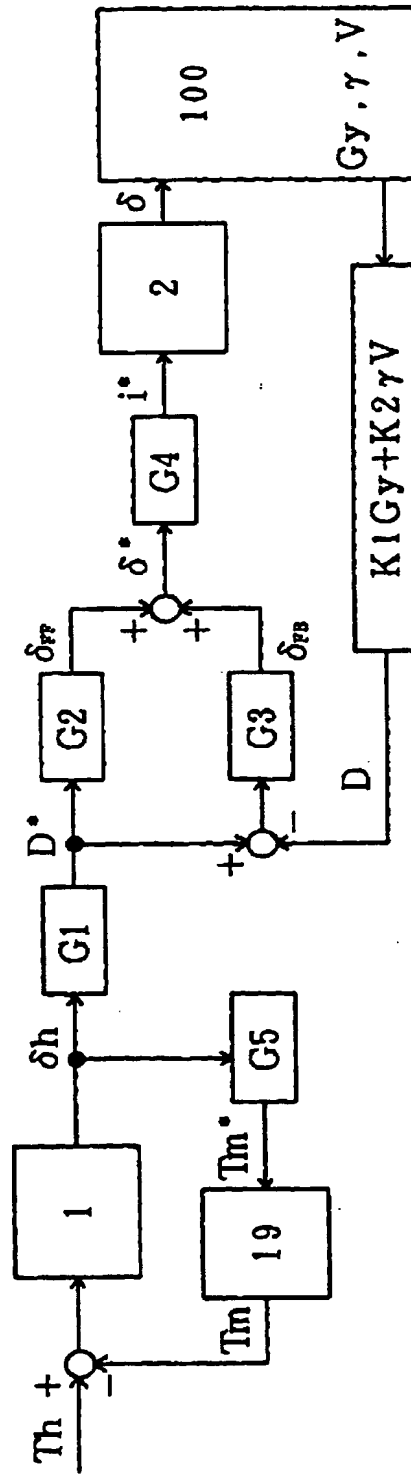 Th
+
-
1
δh
G1
D*
G2
δFF
+
+
δ*
G4
i*
2
δ
100
Gy , γ , V
Tm
19
Tm*
G5
+
-
G3
δFB
D
K1Gy+K2γV